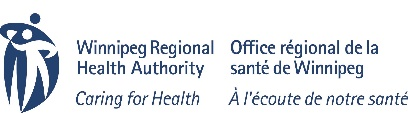 Winnipeg Regional
Health Authority
Caring for Health
Office régional de la
santé de Winnipeg
À l'écoute de notre santé